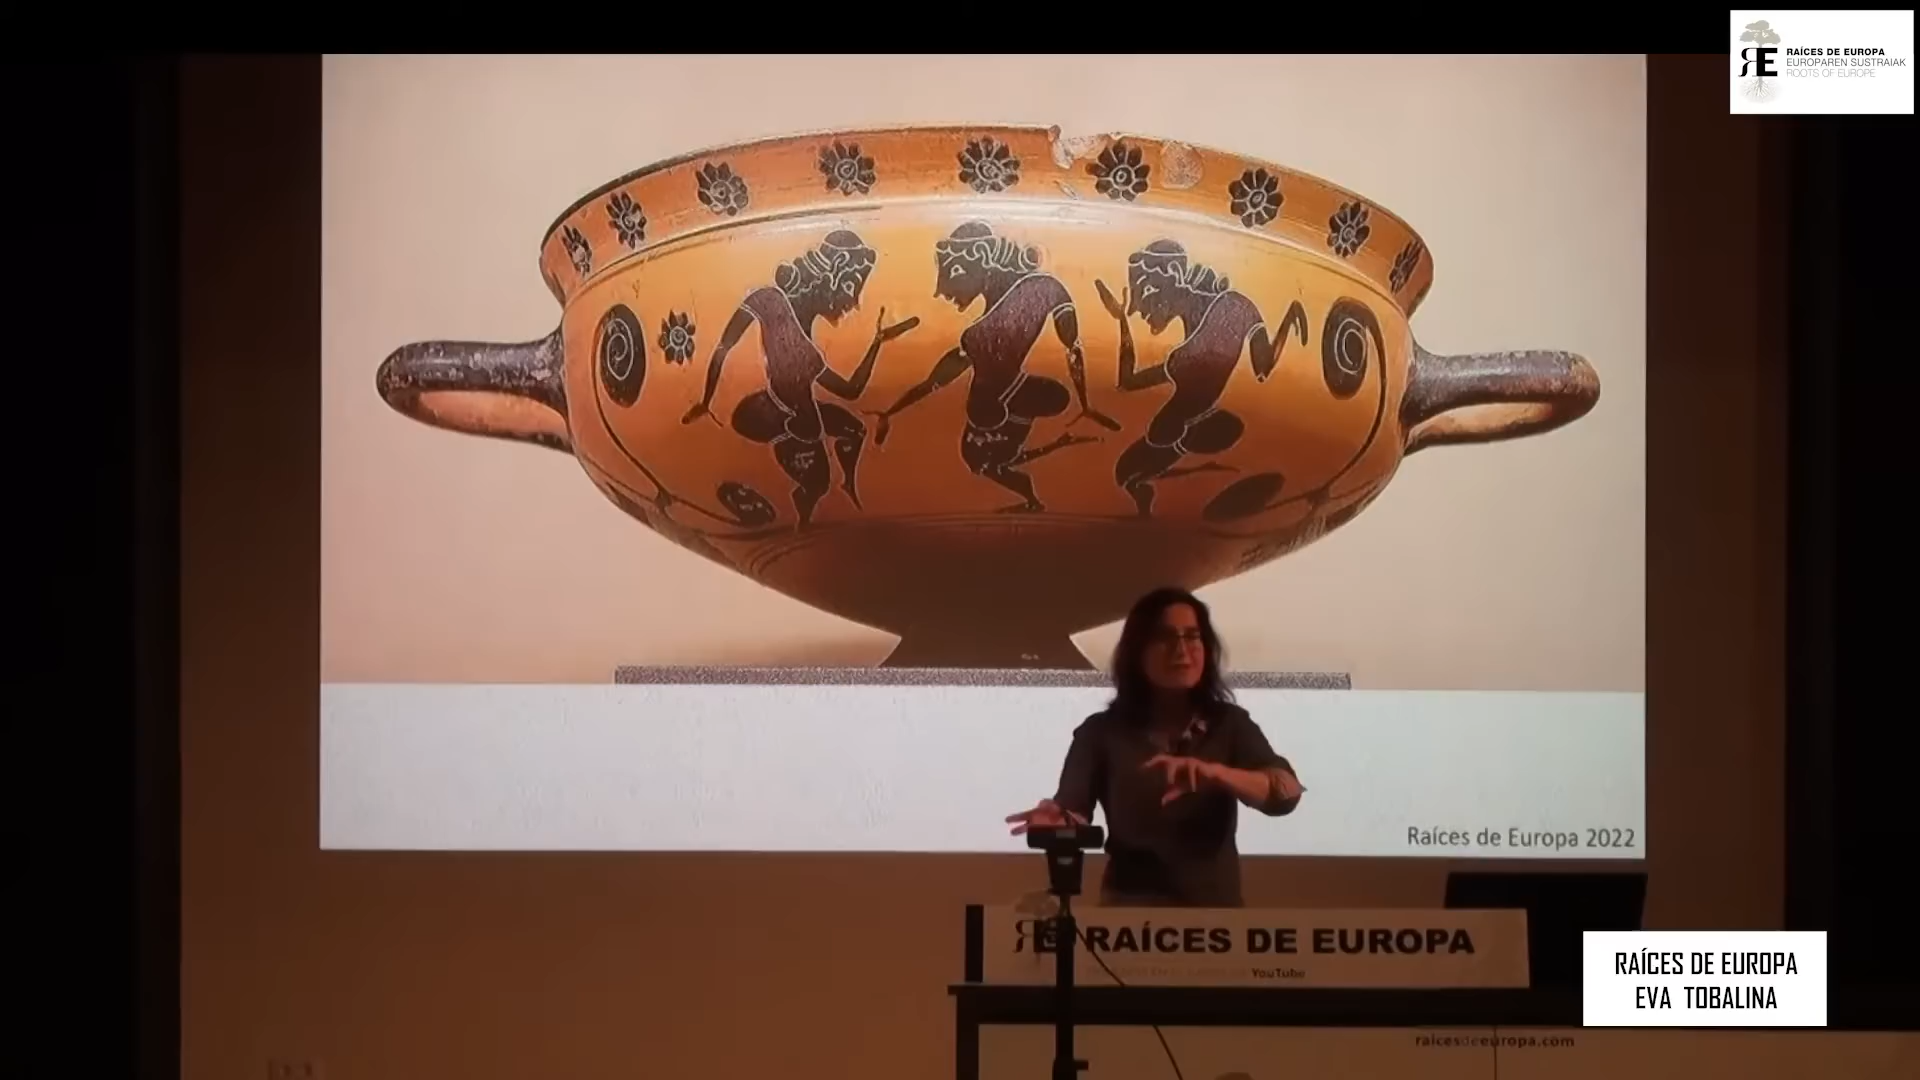 RAÍCES DE EUROPA
EUROPAREN SUSTRAIAK
ROOTS OF EUROPE
Raíces de Europa 2022
RE RAÍCES DE EUROPA
YouTube
RAÍCES DE EUROPA
EVA TOBALINA
raicesdeeuropa.com